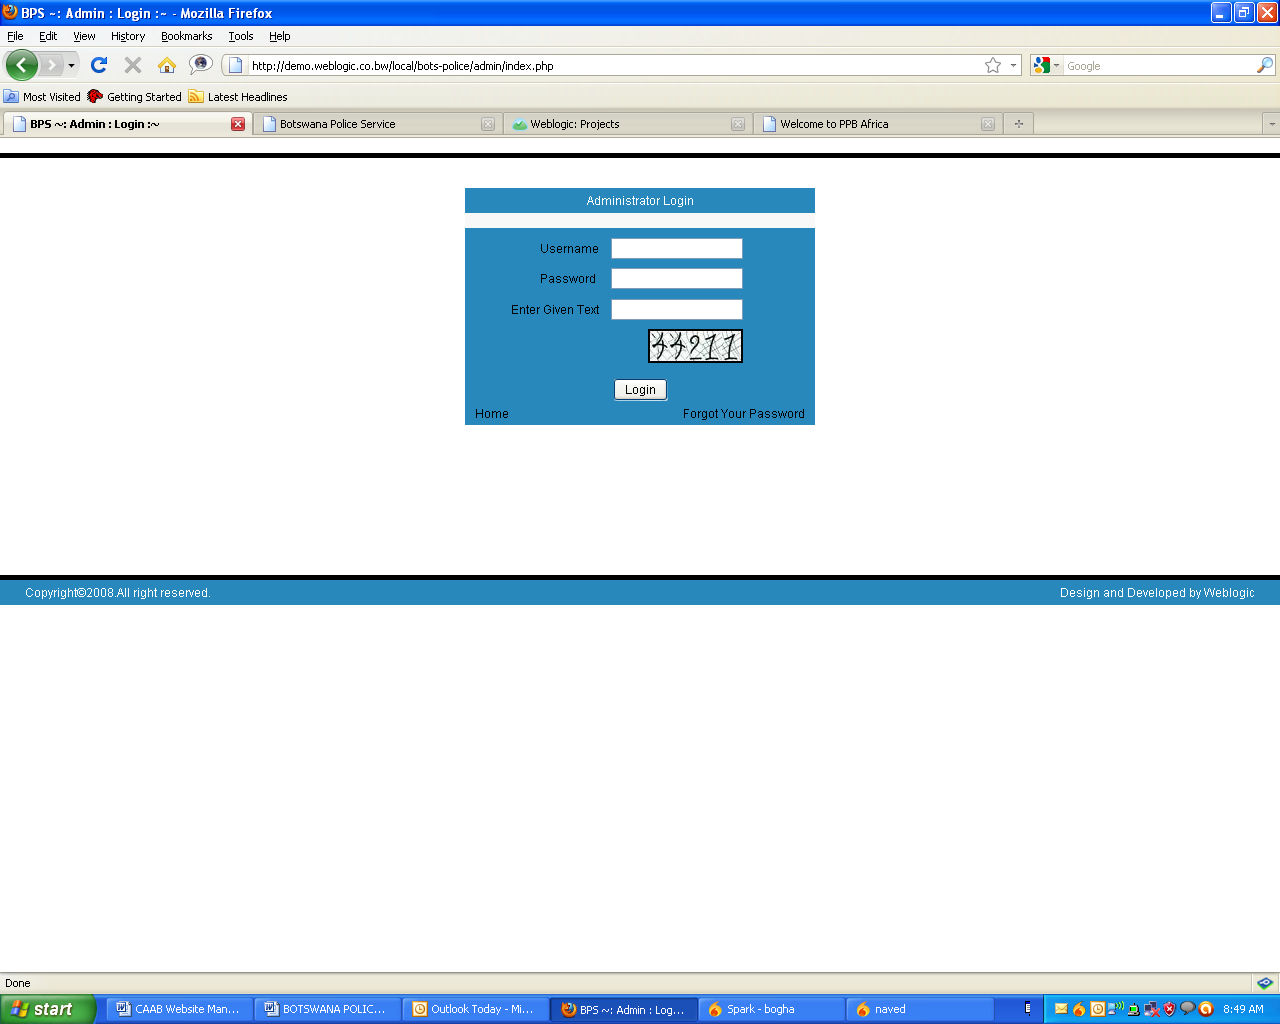 BPS ~: Admin : Login :~ - Mozilla Firefox
File Edit View History Bookmarks Tools Help
http://demo.weblogic.co.bw/local/bots-police/admin/index.php Google
Most Visited Getting Started Latest Headlines
BPS ~: Admin : Login :~ Botswana Police Service Weblogic: Projects Welcome to PPB Africa
Administrator Login
Username
Password
Enter Given Text
44211
Login
Home Forgot Your Password
Copyright©2008.All right reserved. Design and Developed by Weblogic
Done
start CAAB Website Man... BOTSWANA POLIC... Outlook Today - Mi... BPS ~: Admin : Log... Spark - bogha naved 8:49 AM